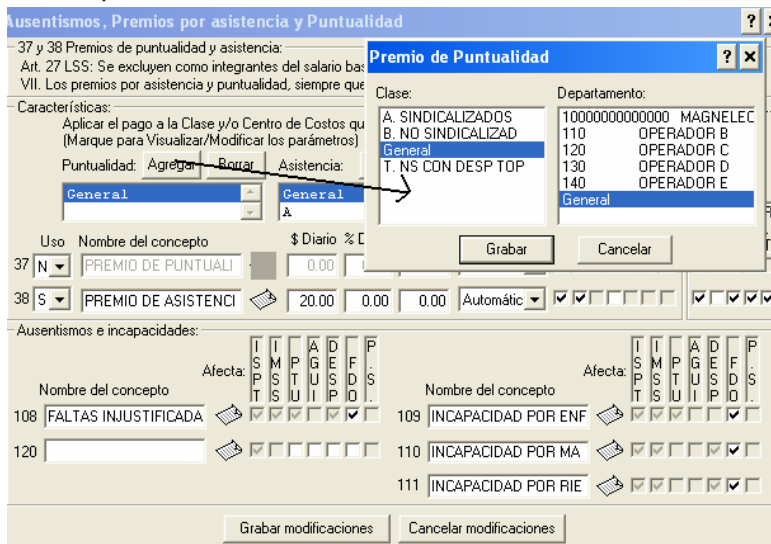 Ausentismos, Premios por asistencia y Puntualidad
37 y 38 Premios de puntualidad y asistencia:
Art. 27 LSS: Se excluyen como integrantes del salario bas
VII. Los premios por asistencia y puntualidad, siempre que
Características:
Aplicar el pago a la Clase y/o Centro de Costos qu
(Marque para Visualizar/Modificar los parámetros)
Puntualidad: Agregar Borrar Asistencia:
General General
A
Premio de Puntualidad
Clase: Departamento:
A. SINDICALIZADOS 10000000000000 MAGNELEC
B. NO SINDICALIZAD 110 OPERADOR B
General 120 OPERADOR C
T. NS CON DESP TOP 130 OPERADOR D
140 OPERADOR E
General
Grabar Cancelar
Uso Nombre del concepto $ Diario % D
37 N PREMIO DE PUNTUALI 0.00
38 S PREMIO DE ASISTENCI 20.00 0.00 0.00 Automátic
Ausentismos e incapacidades:
Nombre del concepto Afecta: ISPT IMSS PTU AGUI DESP FDO P.S.
Nombre del concepto Afecta: ISPT IMSS PTU AGUI DESP FDO P.S.
108 FALTAS INJUSTIFICADA 109 INCAPACIDAD POR ENF
120 110 INCAPACIDAD POR MA
111 INCAPACIDAD POR RIE
Grabar modificaciones Cancelar modificaciones